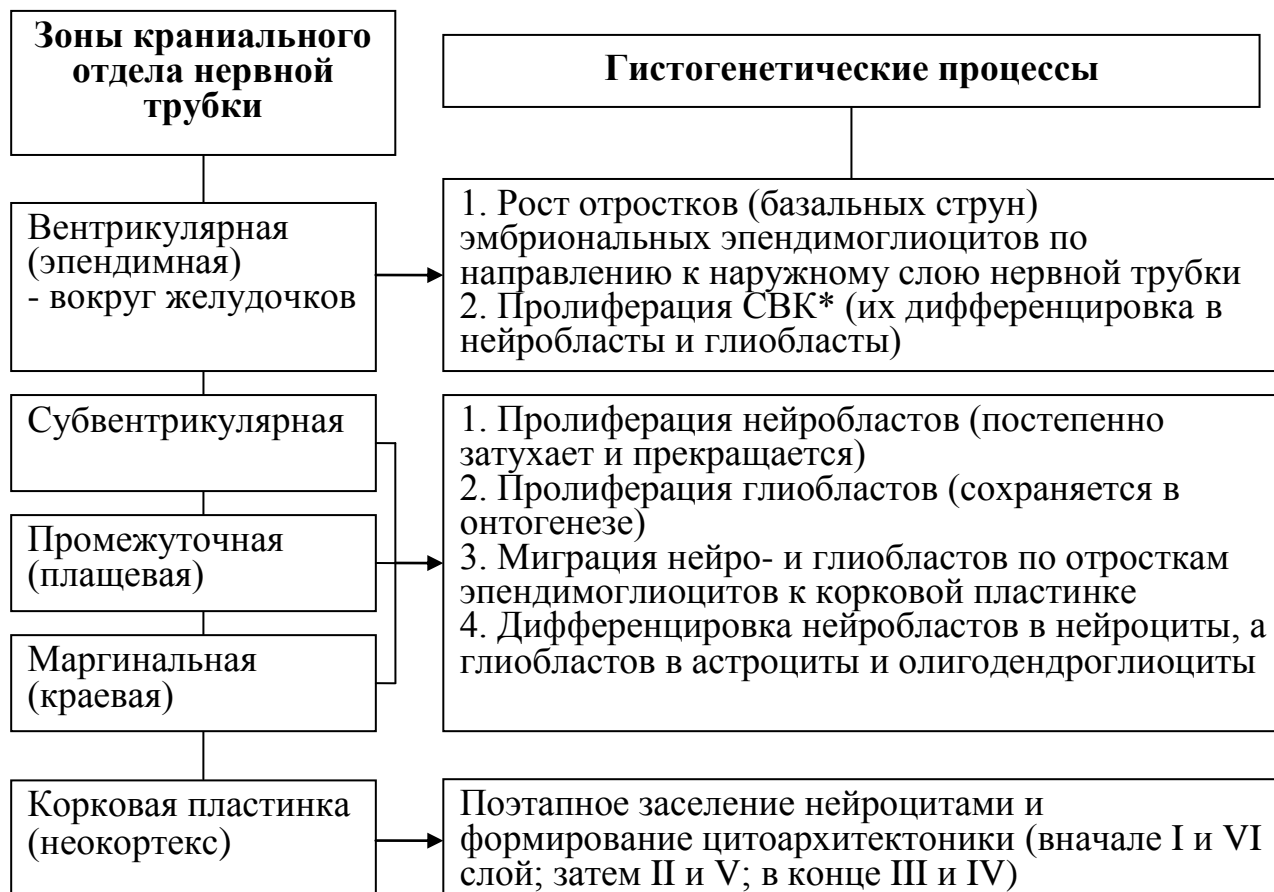 Зоны краниального
отдела нервной
трубки
Гистогенетические процессы
Вентрикулярная
(эпендимная)
- вокруг желудочков
1. Рост отростков (базальных струн)
эмбриональных эпендимоглиоцитов по
направлению к наружному слою нервной трубки
2. Пролиферация СВК* (их дифференцировка в
нейробласты и глиобласты)
Субвентрикулярная
Промежуточная
(плащевая)
Маргинальная
(краевая)
1. Пролиферация нейробластов (постепенно
затухает и прекращается)
2. Пролиферация глиобластов (сохраняется в
онтогенезе)
3. Миграция нейро- и глиобластов по отросткам
эпендимоглиоцитов к корковой пластинке
4. Дифференцировка нейробластов в нейроциты, а
глиобластов в астроциты и олигодендроглиоциты
Корковая пластинка
(неокортекс)
Поэтапное заселение нейроцитами и
формирование цитоархитектоники (вначале I и VI
слой; затем II и V; в конце III и IV)